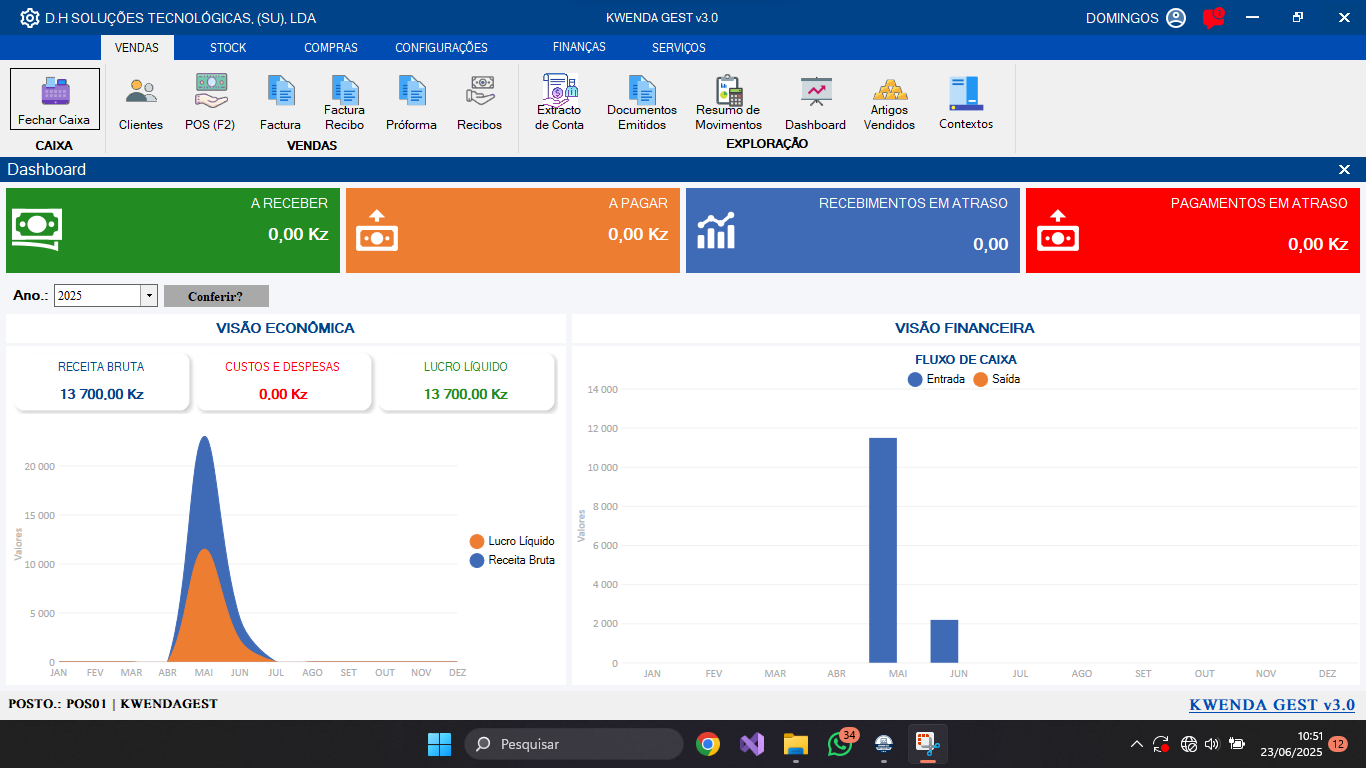 D.H SOLUÇÕES TECNOLÓGICAS, (SU), LDA
KWENDA GEST v3.0
DOMINGOS
VENDAS STOCK COMPRAS CONFIGURAÇÕES FINANÇAS SERVIÇOS
Fechar Caixa
Clientes
POS (F2)
Factura
Factura
Recibo
Próforma
Recibos
Extracto
de Conta
Documentos
Emitidos
Resumo de
Movimentos
Dashboard
Artigos
Vendidos
Contextos
CAIXA
VENDAS
EXPLORAÇÃO
Dashboard
A RECEBER
0,00 Kz
A PAGAR
0,00 Kz
RECEBIMENTOS EM ATRASO
0,00
PAGAMENTOS EM ATRASO
0,00 Kz
Ano.: 2025 Conferir?
VISÃO ECONÔMICA
RECEITA BRUTA
13 700,00 Kz
CUSTOS E DESPESAS
0,00 Kz
LUCRO LÍQUIDO
13 700,00 Kz
Valores
20 000
15 000
10 000
5 000
0
JAN FEV MAR ABR MAI JUN JUL AGO SET OUT NOV DEZ
Lucro Líquido
Receita Bruta
VISÃO FINANCEIRA
FLUXO DE CAIXA
Entrada Saída
Valores
14 000
12 000
10 000
8 000
6 000
4 000
2 000
0
JAN FEV MAR ABR MAI JUN JUL AGO SET OUT NOV DEZ
POSTO.: POS01 | KWENDAGEST
KWENDA GEST v3.0
Pesquisar
34
10:51
23/06/2025
12